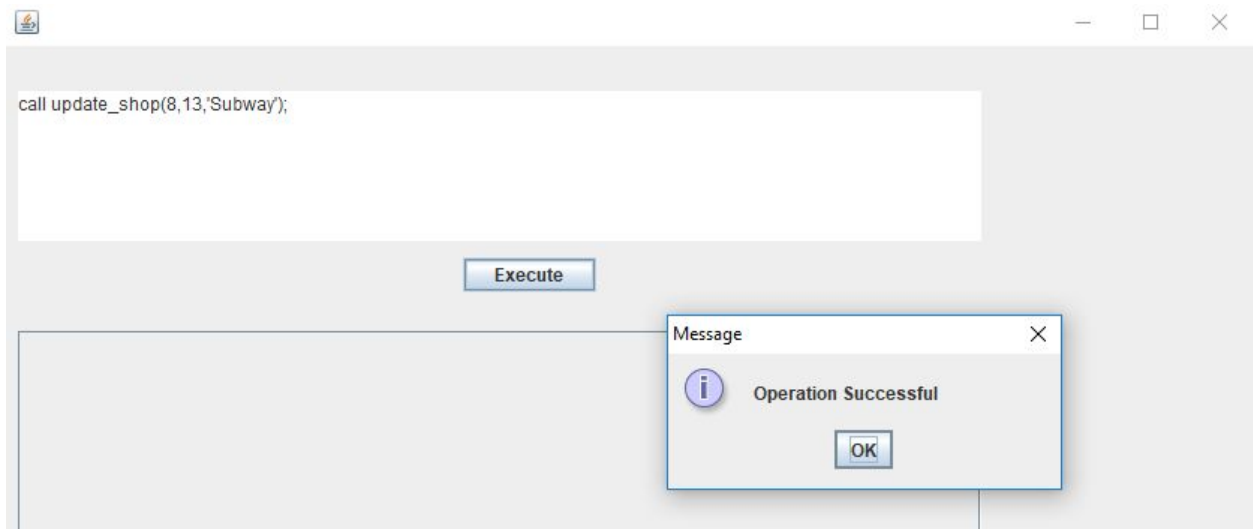 call update_shop(8,13,'Subway');
Execute
Message
i
Operation Successful
OK